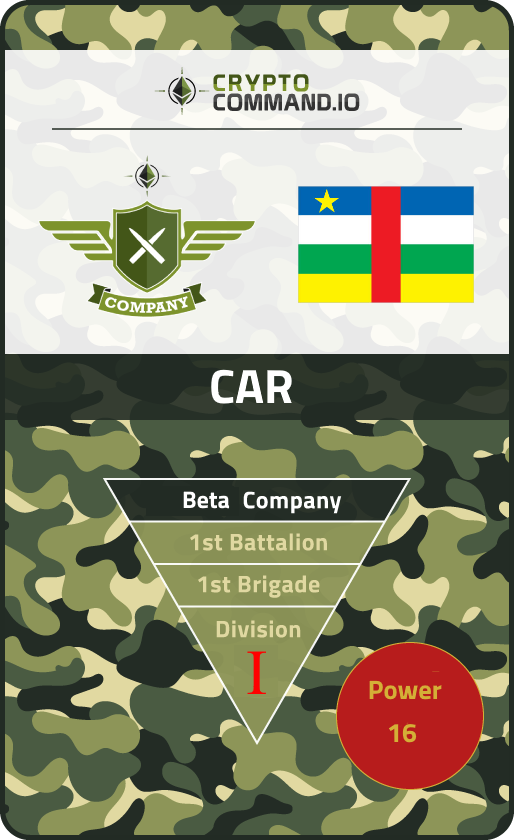 CRYPTO
COMMAND.IO
COMPANY
CAR
Beta Company
1st Battalion
1st Brigade
Division
I
Power
16